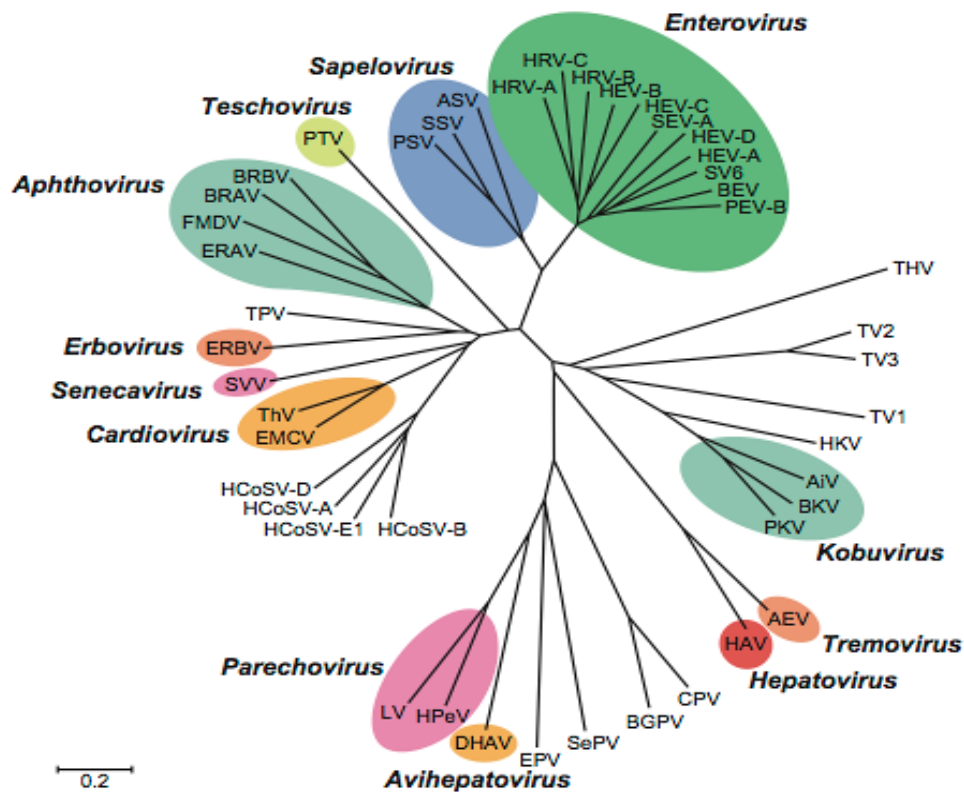 Enterovirus
HRV-C
Sapelovirus
HRV-B
HRV-A
HEV-B
ASV
HEV-C
Teschovirus
SSV
SEV-A
PTV
PSV
HEV-D
HEV-A
Aphthovirus
BRBV
SV6
BRAV
BEV
PEV-B
FMDV
ERAV
THV
TPV
TV2
Erbovirus
ERBV
TV3
Senecavirus
SVV
ThV
TV1
Cardiovirus
EMCV
HKV
AiV
HCoSV-D
BKV
HCoSV-A
PKV
HCoSV-E1
HCoSV-B
Kobuvirus
AEV
HAV
Tremovirus
Parechovirus
Hepatovirus
CPV
LV
HPeV
BGPV
DHAV
SePV
EPV
Avihepatovirus
0.2